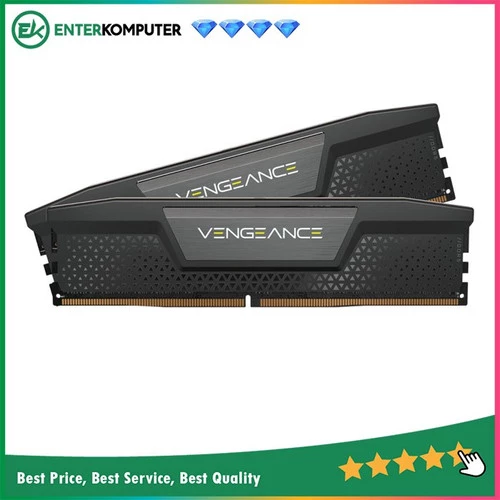 EK ENTERKOMPUTER
VENGEANCE
VENGEANCE
Best Price, Best Service, Best Quality